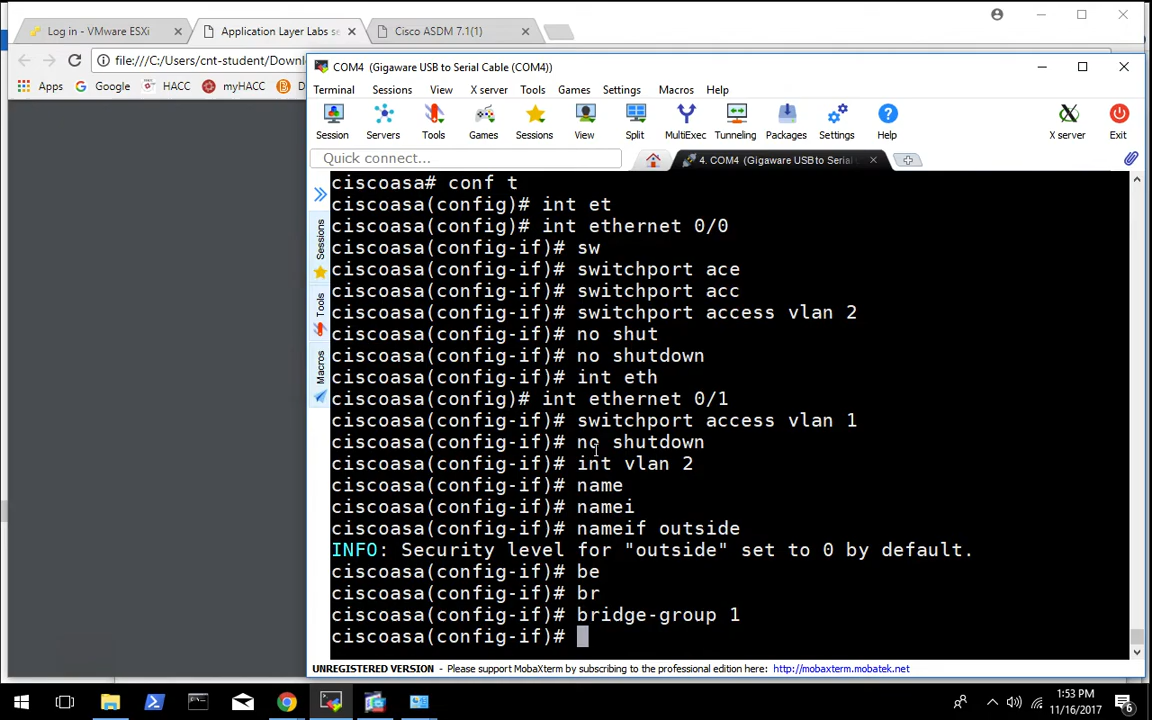 Log in - VMware ESXi
Application Layer Labs se
Cisco ASDM 7.1(1)
file:///C:/Users/cnt-student/Downl
Apps
Google
HACC
myHACC
COM4 (Gigaware USB to Serial Cable (COM4))
Terminal Sessions View X server Tools Games Settings Macros Help
Session Servers Tools Games Sessions View Split MultiExec Tunneling Packages Settings Help X server Exit
Quick connect...
4. COM4 (Gigaware USB to Serial
Sessions
Tools
Macros
ciscoasa# conf t
ciscoasa(config)# int et
ciscoasa(config)# int ethernet 0/0
ciscoasa(config-if)# sw
ciscoasa(config-if)# switchport ace
ciscoasa(config-if)# switchport acc
ciscoasa(config-if)# switchport access vlan 2
ciscoasa(config-if)# no shut
ciscoasa(config-if)# no shutdown
ciscoasa(config-if)# int eth
ciscoasa(config)# int ethernet 0/1
ciscoasa(config-if)# switchport access vlan 1
ciscoasa(config-if)# no shutdown
ciscoasa(config-if)# int vlan 2
ciscoasa(config-if)# name
ciscoasa(config-if)# namei
ciscoasa(config-if)# nameif outside
INFO: Security level for "outside" set to 0 by default.
ciscoasa(config-if)# be
ciscoasa(config-if)# br
ciscoasa(config-if)# bridge-group 1
ciscoasa(config-if)#
UNREGISTERED VERSION - Please support MobaXterm by subscribing to the professional edition here: http://mobaxterm.mobatek.net
1:53 PM
11/16/2017
6